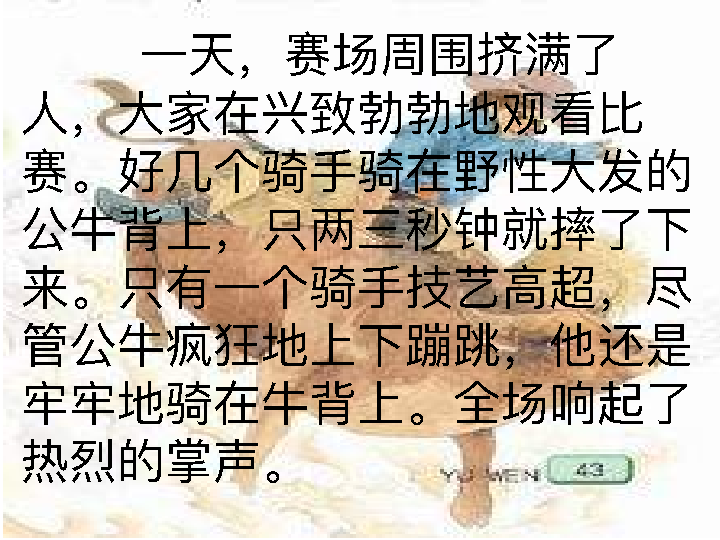 一天，赛场周围挤满了
人，大家在兴致勃勃地观看比
赛。好几个骑手骑在野性大发的
公牛背上，只两三秒钟就摔了下
来。只有一个骑手技艺高超，尽
管公牛疯狂地上下蹦跳，他还是
牢牢地骑在牛背上。全场响起了
热烈的掌声。
YU WEN 43